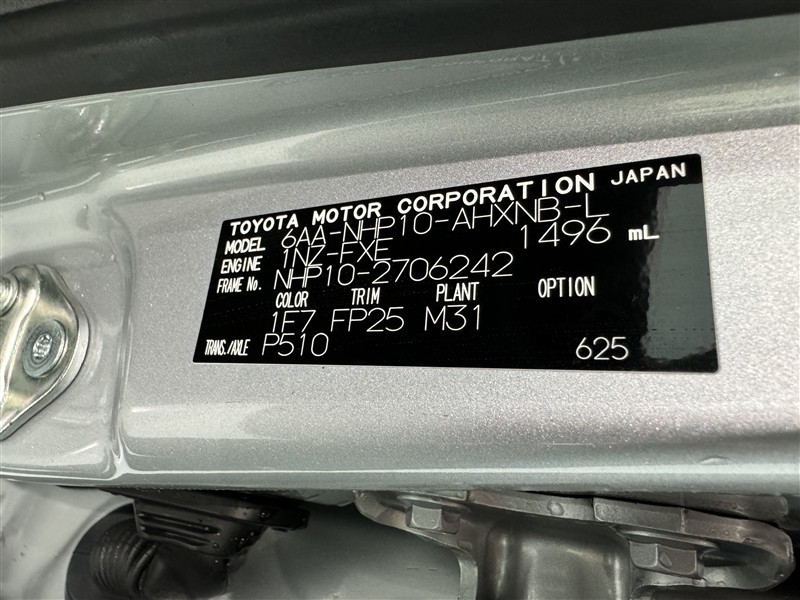 TOYOTA MOTOR CORPORATION JAPAN
MODEL 6AA-NHP10-AHXNB-L
ENGINE 1NZ-FXE 1496 mL
FRAME No. NHP10-2706242
COLOR TRIM PLANT OPTION
1F7 FP25 M31
TRANS./AXLE P510 625